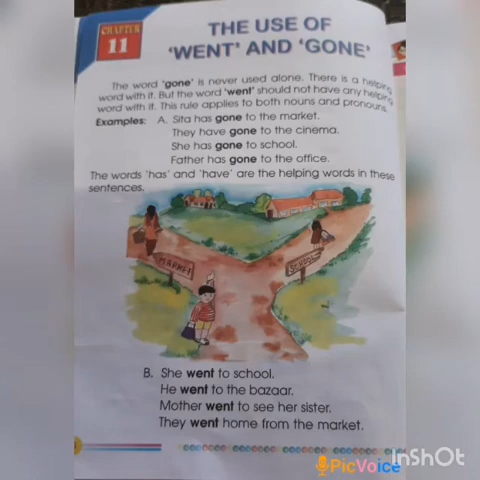 CHAPTER
11
THE USE OF
'WENT' AND 'GONE'
The word 'gone' is never used alone. There is a helping
word with it. But the word 'went' should not have any helping
word with it. This rule applies to both nouns and pronouns.
Examples: A. Sita has gone to the market.
They have gone to the cinema.
She has gone to school.
Father has gone to the office.
The words 'has' and 'have' are the helping words in these
sentences.
MARKET
SCHOOL
B. She went to school.
He went to the bazaar.
Mother went to see her sister.
They went home from the market.
InShOt
PicVoice